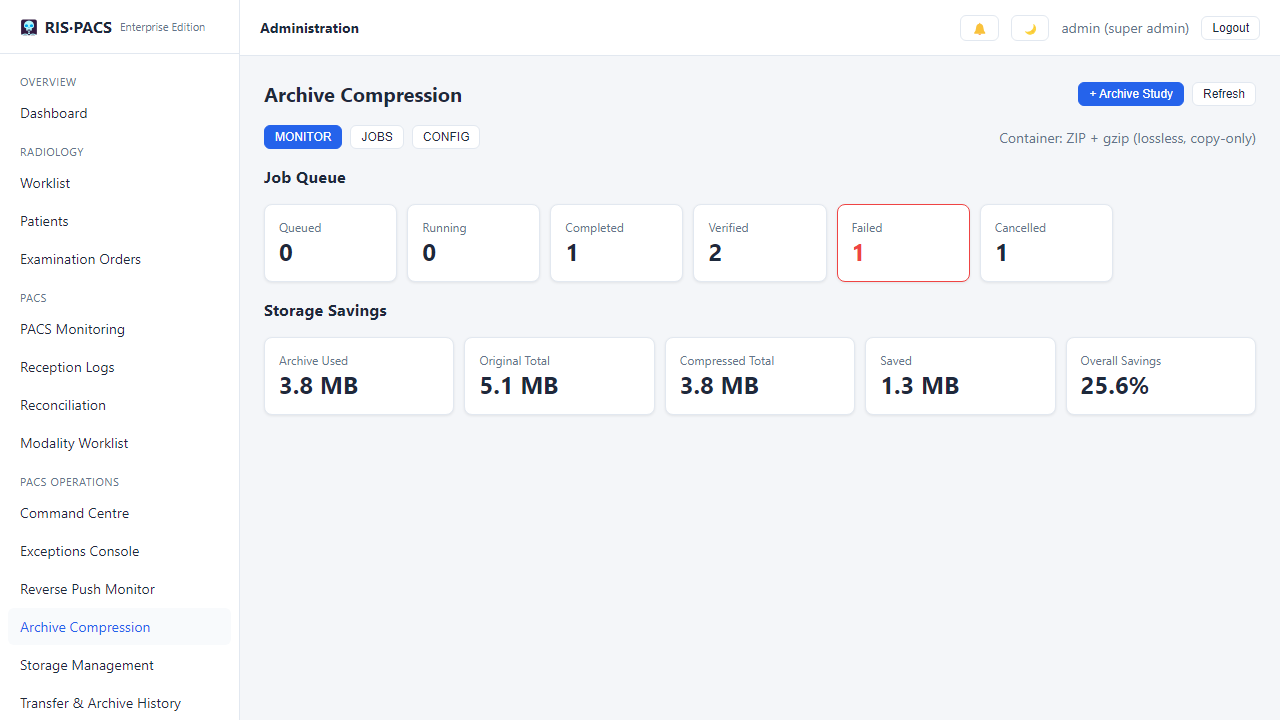 RIS·PACS Enterprise Edition
OVERVIEW
Dashboard
RADIOLOGY
Worklist
Patients
Examination Orders
PACS
PACS Monitoring
Reception Logs
Reconciliation
Modality Worklist
PACS OPERATIONS
Command Centre
Exceptions Console
Reverse Push Monitor
Archive Compression
Storage Management
Transfer & Archive History
Administration
admin (super admin)
Logout
Archive Compression
+ Archive Study
Refresh
MONITOR
JOBS
CONFIG
Container: ZIP + gzip (lossless, copy-only)
Job Queue
Queued
0
Running
0
Completed
1
Verified
2
Failed
1
Cancelled
1
Storage Savings
Archive Used
3.8 MB
Original Total
5.1 MB
Compressed Total
3.8 MB
Saved
1.3 MB
Overall Savings
25.6%